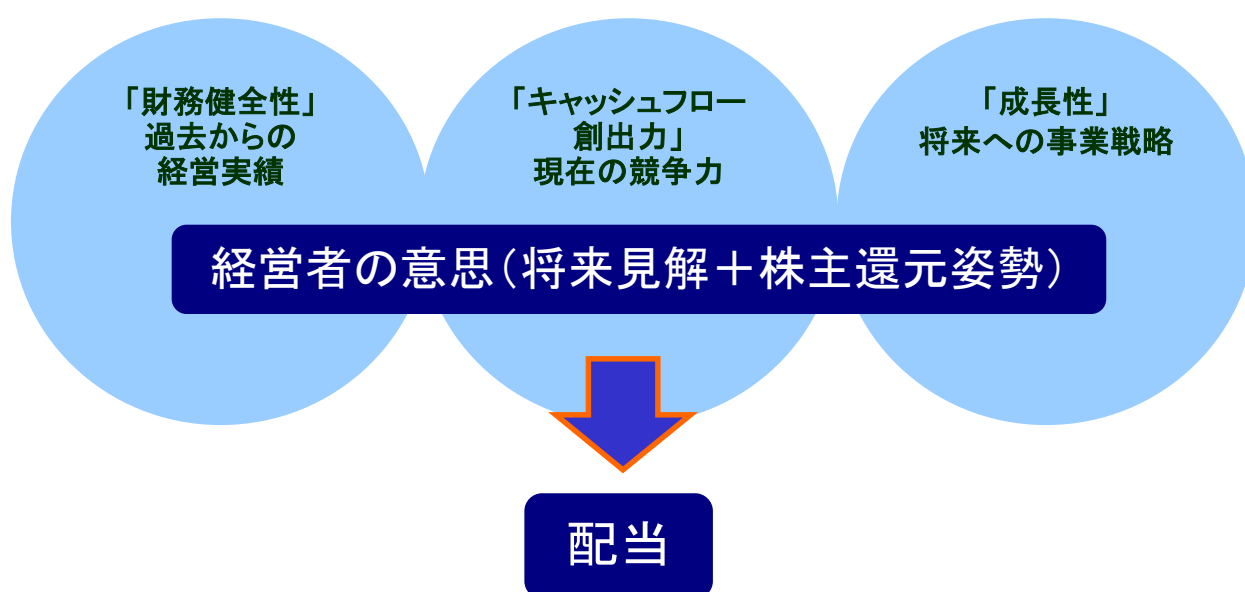 「財務健全性」
過去からの
経営実績
「キャッシュフロー
創出力」
現在の競争力
「成長性」
将来への事業戦略
経営者の意思（将来見解＋株主還元姿勢）
配当